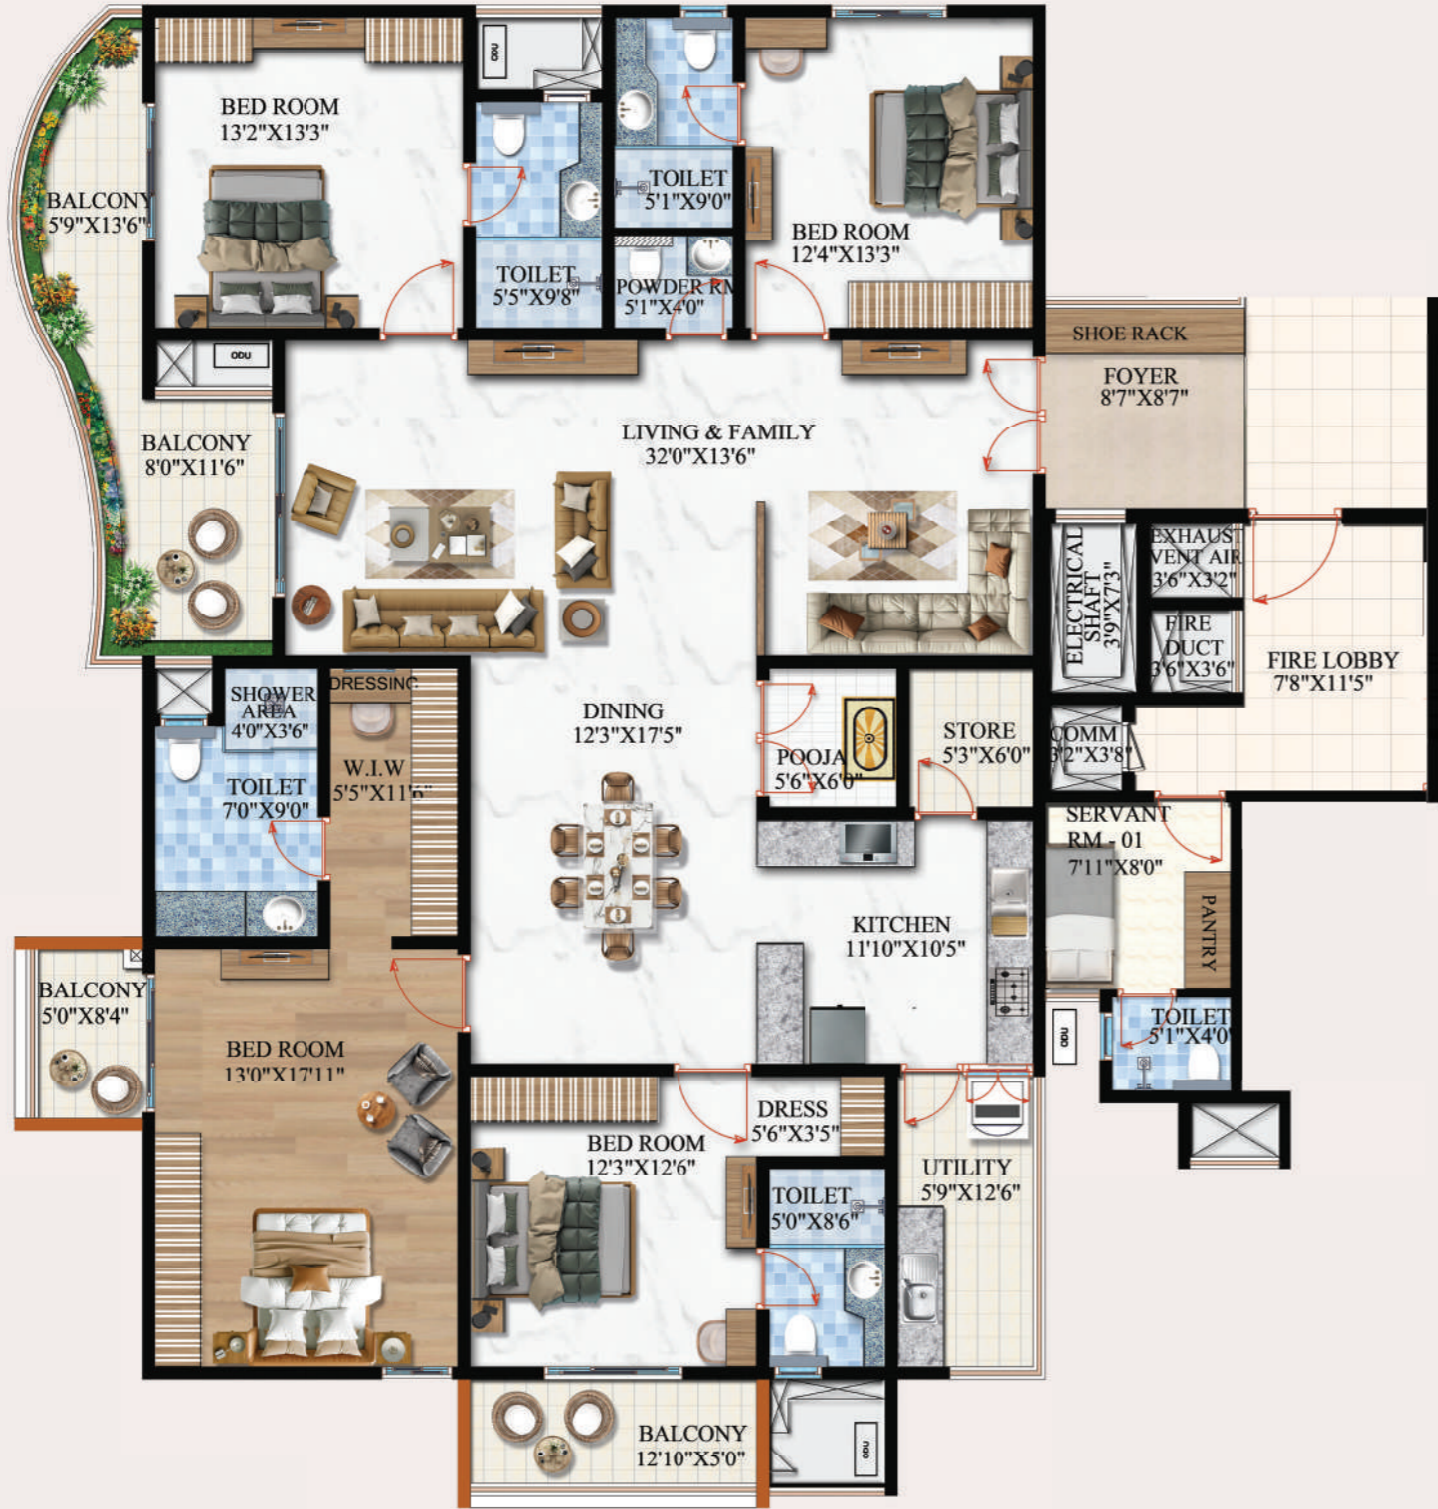 ODU
BED ROOM
13'2"X13'3"
BALCONY
5'9"X13'6"
TOILET
5'5"X9'8"
TOILET
5'1"X9'0"
POWDER RM
5'1"X4'0"
BED ROOM
12'4"X13'3"
SHOE RACK
FOYER
8'7"X8'7"
ODU
BALCONY
8'0"X11'6"
LIVING & FAMILY
32'0"X13'6"
ELECTRICAL
SHAFT
3'9"X7'3"
EXHAUST
VENT AIR
3'6"X3'2"
FIRE
DUCT
3'6"X3'6"
FIRE LOBBY
7'8"X11'5"
COMM
3'2"X3'8"
SHOWER
AREA
4'0"X3'6"
DRESSING
W.I.W
5'5"X11'6"
TOILET
7'0"X9'0"
DINING
12'3"X17'5"
POOJA
5'6"X6'0"
STORE
5'3"X6'0"
SERVANT
RM - 01
7'11"X8'0"
PANTRY
KITCHEN
11'10"X10'5"
BALCONY
5'0"X8'4"
BED ROOM
13'0"X17'11"
ODU
TOILET
5'1"X4'0"
DRESS
5'6"X3'5"
BED ROOM
12'3"X12'6"
TOILET
5'0"X8'6"
UTILITY
5'9"X12'6"
BALCONY
12'10"X5'0"
ODU